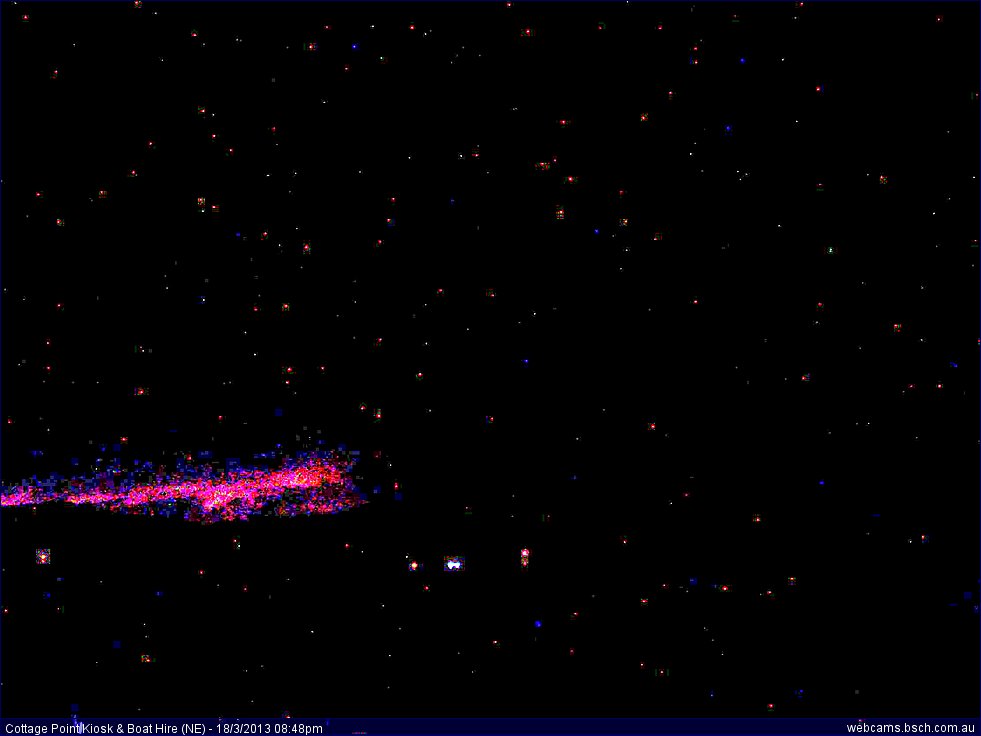 Cottage Point Kiosk & Boat Hire (NE) - 18/3/2013 08:48pm
webcams.bsch.com.au